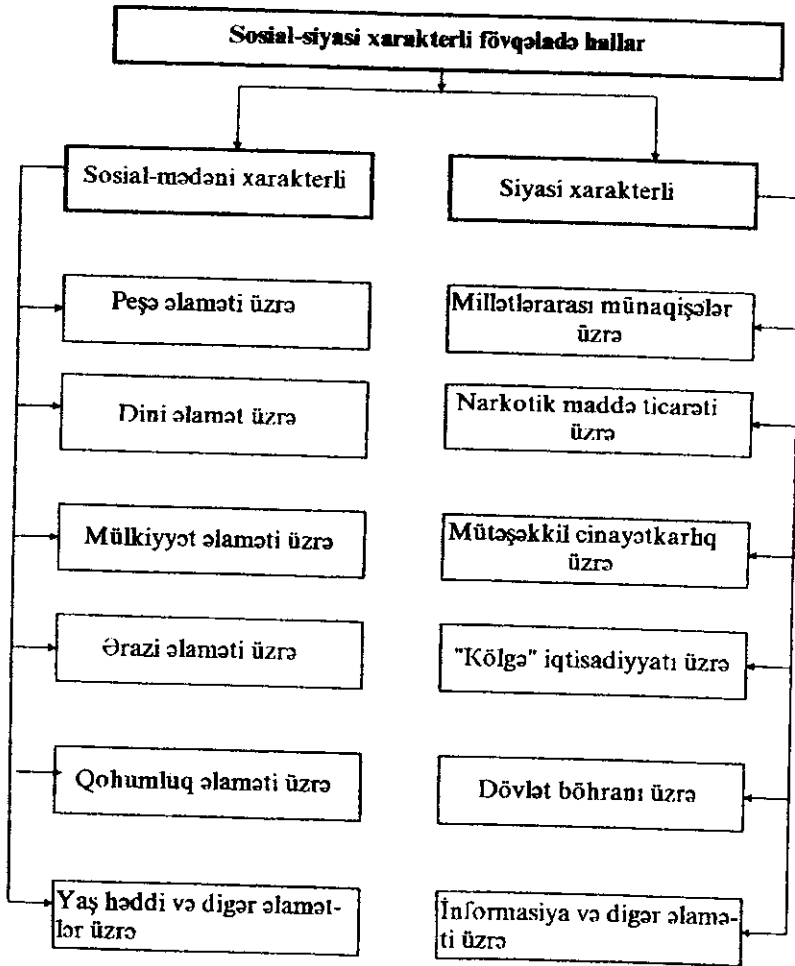 Sosial-siyasi xarakterli fövqəladə hallar
Sosial-mədəni xarakterli
Siyasi xarakterli
Peşə əlaməti üzrə
Dini əlamət üzrə
Mülkiyyət əlaməti üzrə
Ərazi əlaməti üzrə
Qohumluq əlaməti üzrə
Yaş həddi və digər əlamət-
lər üzrə
Millətlərarası münaqişələr
üzrə
Narkotik maddə ticarəti
üzrə
Mütəşəkkil cinayətkarlıq
üzrə
"Kölgə" iqtisadiyyatı üzrə
Dövlət böhranı üzrə
İnformasiya və digər əlamə-
ti üzrə